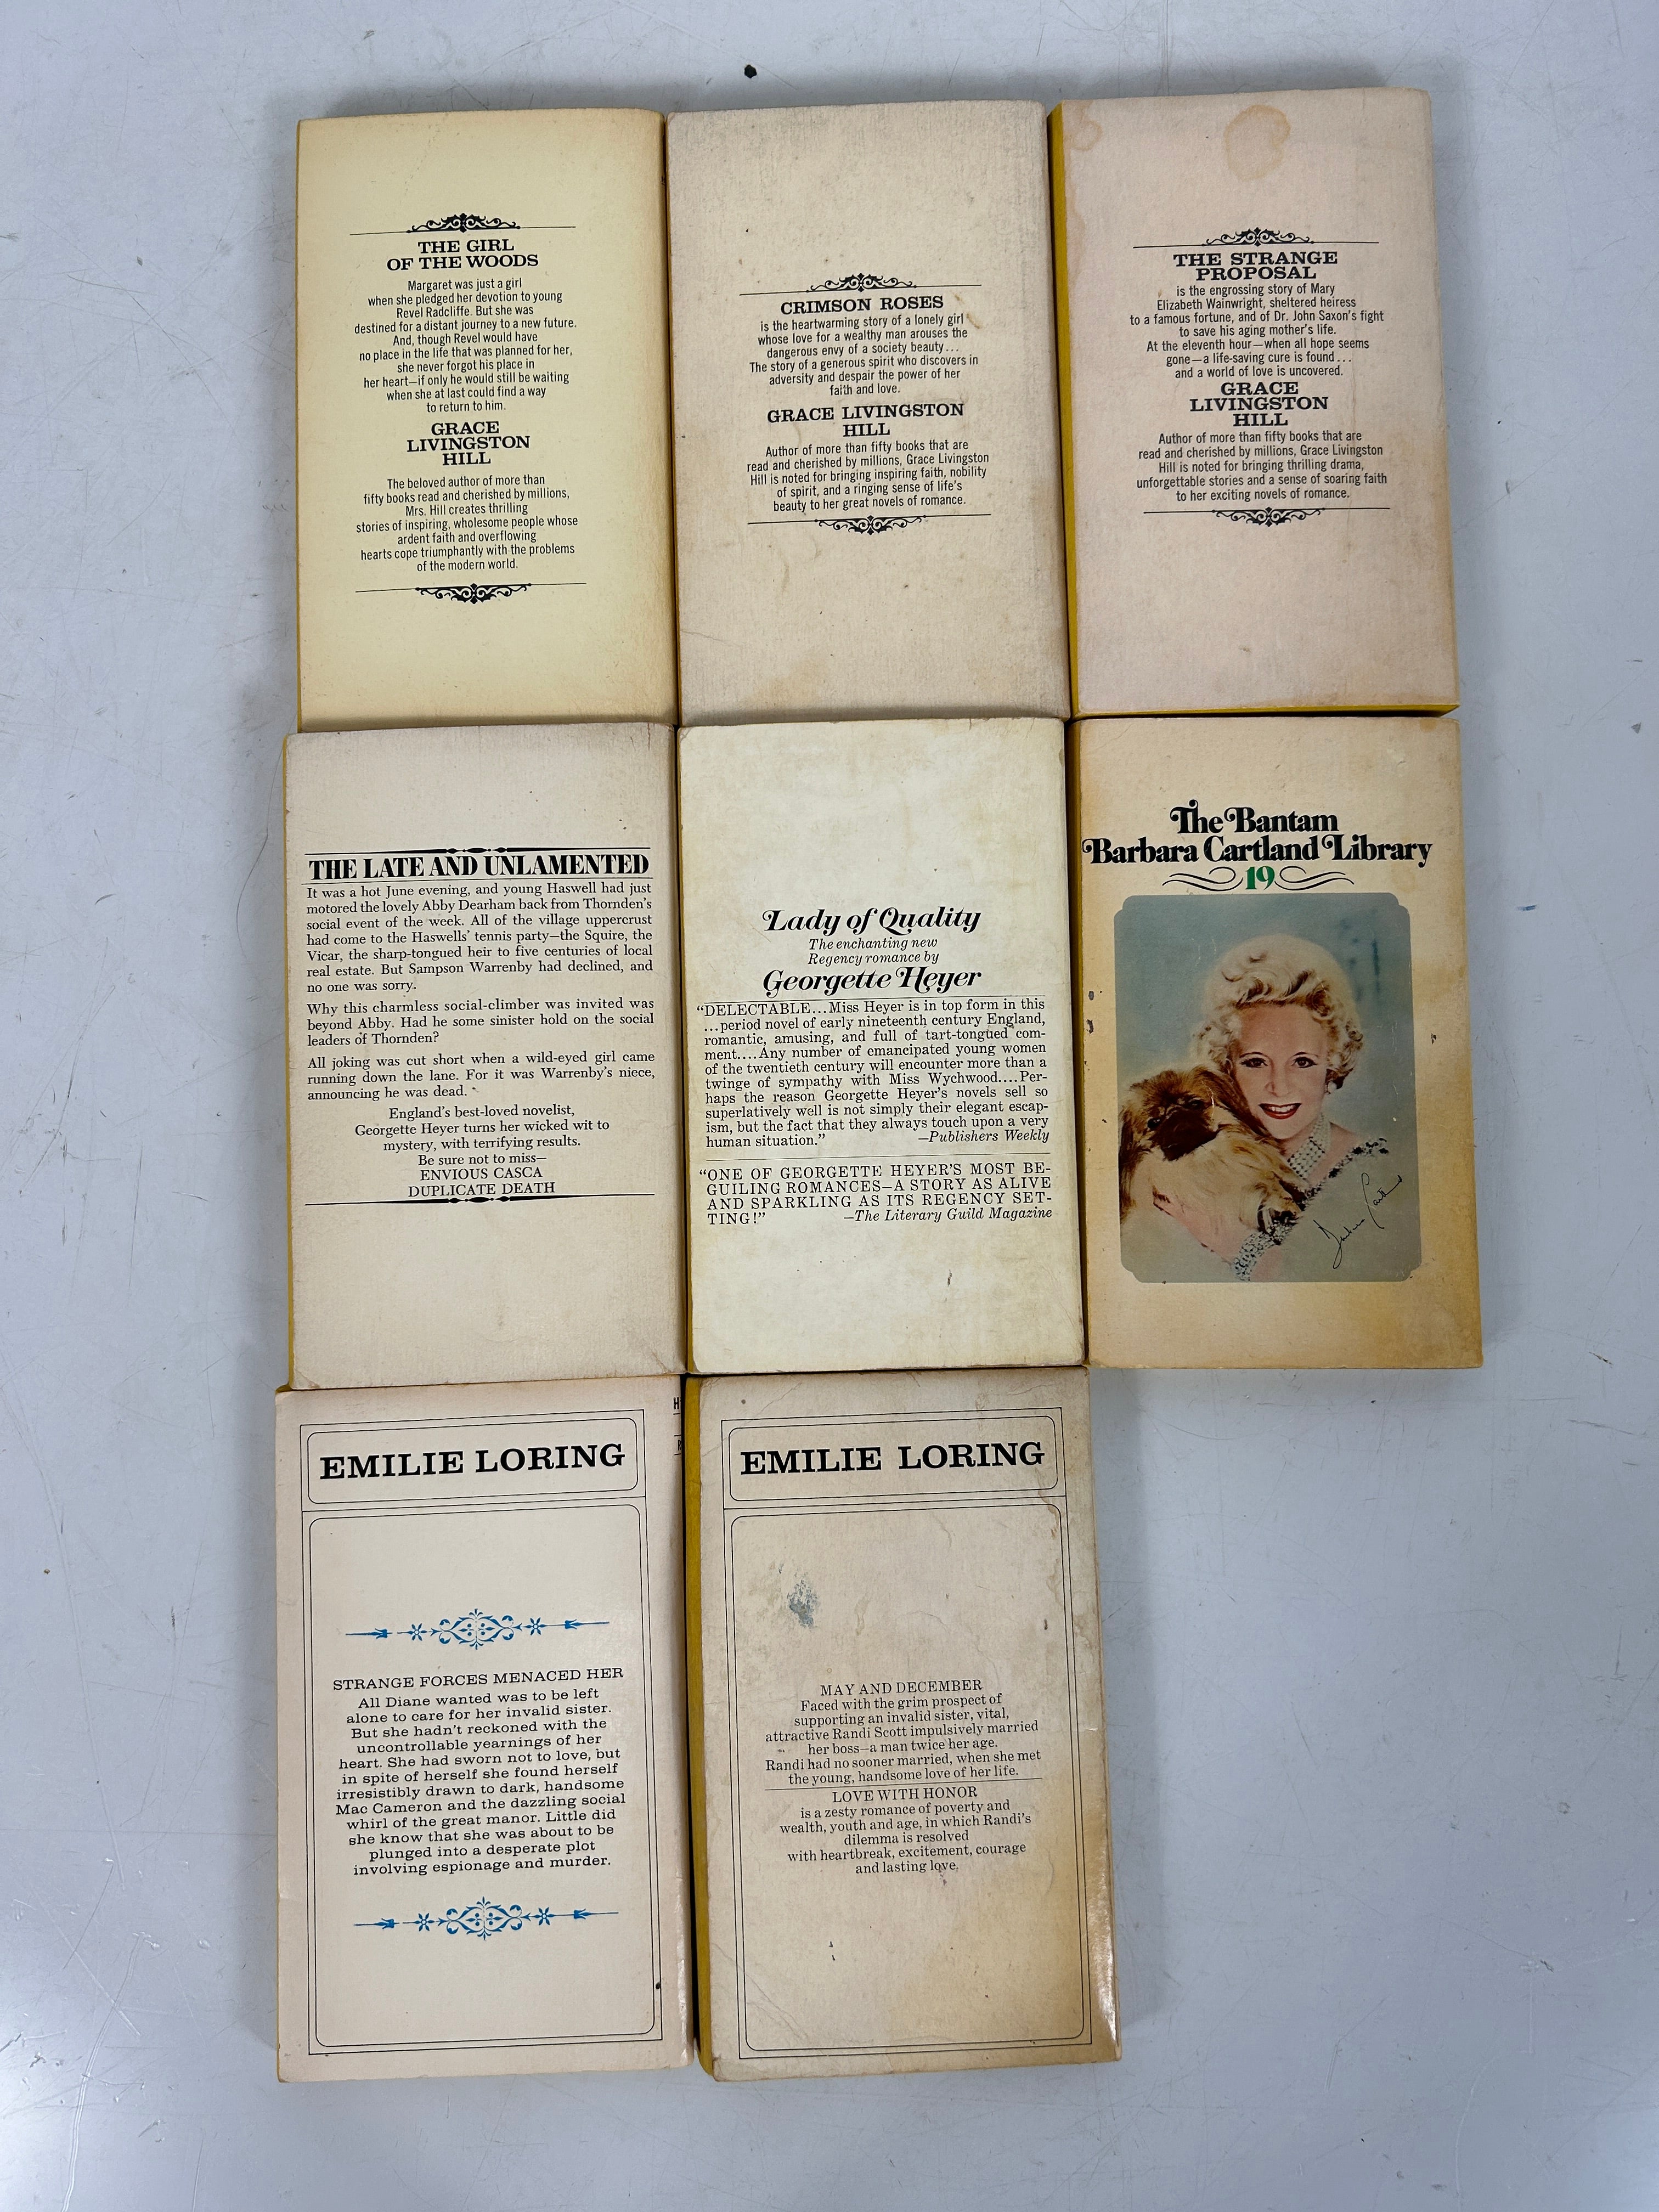 THE GIRL
OF THE WOODS
Margaret was just a girl
when she pledged her devotion to young
Revel Radcliffe. But she was
destined for a distant journey to a new future.
And, though Revel would have
no place in the life that was planned for her,
she never forgot his place in
her heart—if only he would still be waiting
when she at last could find a way
to return to him.
GRACE
LIVINGSTON
HILL
The beloved author of more than
fifty books read and cherished by millions,
Mrs. Hill creates thrilling
stories of inspiring, wholesome people whose
ardent faith and overflowing
hearts cope triumphantly with the problems
of the modern world.
CRIMSON ROSES
is the heartwarming story of a lonely girl
whose love for a wealthy man arouses the
dangerous envy of a society beauty...
The story of a generous spirit who discovers in
adversity and despair the power of her
faith and love.
GRACE LIVINGSTON
HILL
Author of more than fifty books that are
read and cherished by millions, Grace Livingston
Hill is noted for bringing inspiring faith, nobility
of spirit, and a ringing sense of life's
beauty to her great novels of romance.
THE STRANGE
PROPOSAL
is the engrossing story of Mary
Elizabeth Wainwright, sheltered heiress
to a famous fortune, and of Dr. John Saxon's fight
to save his aging mother's life.
At the eleventh hour—when all hope seems
gone—a life-saving cure is found...
and a world of love is uncovered.
GRACE
LIVINGSTON
HILL
Author of more than fifty books that are
read and cherished by millions, Grace Livingston
Hill is noted for bringing thrilling drama,
unforgettable stories and a sense of soaring faith
to her exciting novels of romance.
THE LATE AND UNLAMENTED
It was a hot June evening, and young Haswell had just
motored the lovely Abby Dearham back from Thornden's
social event of the week. All of the village uppercrust
had come to the Haswells' tennis party—the Squire, the
Vicar, the sharp-tongued heir to five centuries of local
real estate. But Sampson Warrenby had declined, and
no one was sorry.
Why this charmless social-climber was invited was
beyond Abby. Had he some sinister hold on the social
leaders of Thornden?
All joking was cut short when a wild-eyed girl came
running down the lane. For it was Warrenby's niece,
announcing he was dead.
England's best-loved novelist,
Georgette Heyer turns her wicked wit to
mystery, with terrifying results.
Be sure not to miss—
ENVIOUS CASCA
DUPLICATE DEATH
Lady of Quality
The enchanting new
Regency romance by
Georgette Heyer
"DELECTABLE...Miss Heyer is in top form in this
...period novel of early nineteenth century England,
romantic, amusing, and full of tart-tongued com-
ment....Any number of emancipated young women
of the twentieth century will encounter more than a
twinge of sympathy with Miss Wychwood....Per-
haps the reason Georgette Heyer's novels sell so
superlatively well is not simply their elegant escap-
ism, but the fact that they always touch upon a very
human situation." —Publishers Weekly
"ONE OF GEORGETTE HEYER'S MOST BE-
GUILING ROMANCES—A STORY AS ALIVE
AND SPARKLING AS ITS REGENCY SET-
TING!" —The Literary Guild Magazine
The Bantam
Barbara Cartland Library
19
Barbara Cartland
EMILIE LORING
STRANGE FORCES MENACED HER
All Diane wanted was to be left
alone to care for her invalid sister.
But she hadn't reckoned with the
uncontrollable yearnings of her
heart. She had sworn not to love, but
in spite of herself she found herself
irresistibly drawn to dark, handsome
Mac Cameron and the dazzling social
whirl of the great manor. Little did
she know that she was about to be
plunged into a desperate plot
involving espionage and murder.
EMILIE LORING
MAY AND DECEMBER
Faced with the grim prospect of
supporting an invalid sister, vital,
attractive Randi Scott impulsively married
her boss—a man twice her age.
Randi had no sooner married, when she met
the young, handsome love of her life.
LOVE WITH HONOR
is a zesty romance of poverty and
wealth, youth and age, in which Randi's
dilemma is resolved
with heartbreak, excitement, courage
and lasting love.